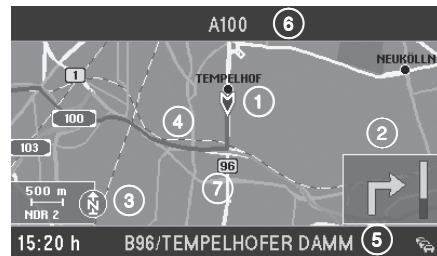 A100 6
NEUKÖLLN
1
TEMPELHOF
1
100
4
2
103
96
500 m
3
N
7
NDR 2
15:20 h B96/TEMPELHOFER DAMM 5